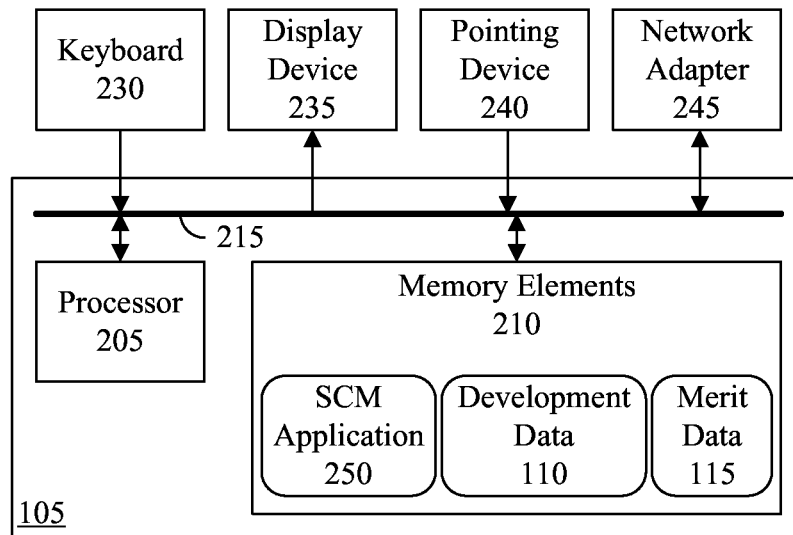 Keyboard
230
Display
Device
235
Pointing
Device
240
Network
Adapter
245
215
Processor
205
Memory Elements
210
SCM
Application
250
Development
Data
110
Merit
Data
115
105